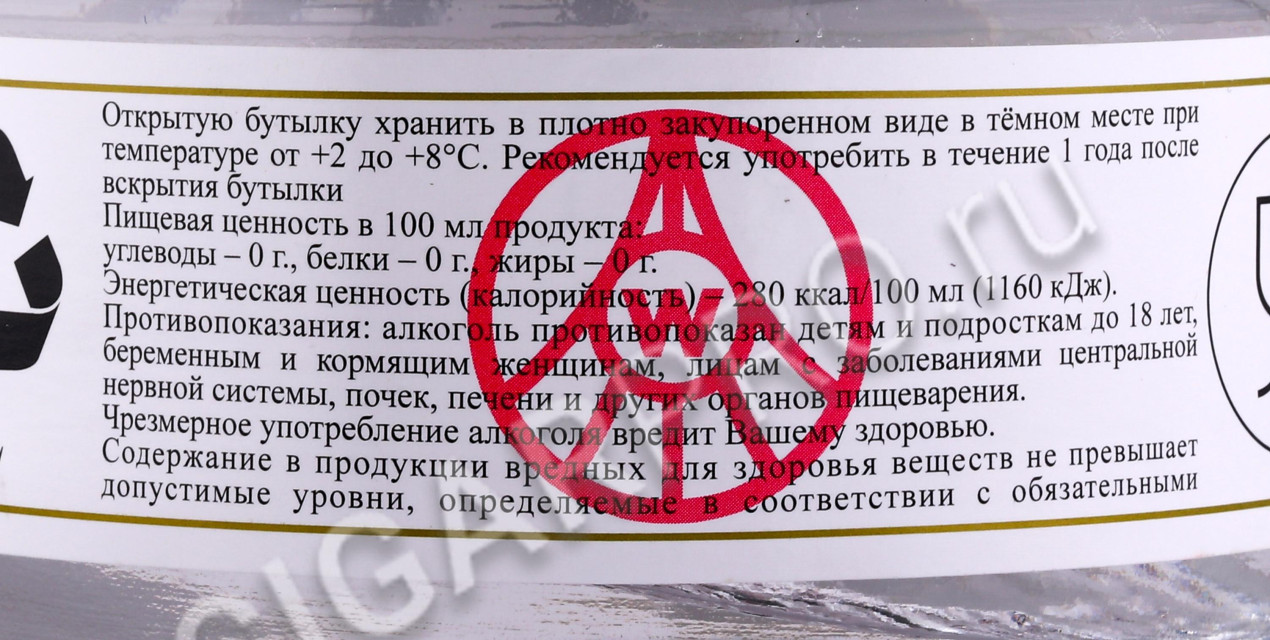 Открытую бутылку хранить в плотно закупоренном виде в тёмном месте при
температуре от +2 до +8°С. Рекомендуется употребить в течение 1 года после
вскрытия бутылки
Пищевая ценность в 100 мл продукта:
углеводы – 0 г., белки – 0 г., жиры – 0 г.
Энергетическая ценность (калорийность) – 280 ккал/100 мл (1160 кДж).
Противопоказания: алкоголь противопоказан детям и подросткам до 18 лет,
беременным и кормящим женщинам, лицам с заболеваниями центральной
нервной системы, почек, печени и других органов пищеварения.
Чрезмерное употребление алкоголя вредит Вашему здоровью.
Содержание в продукции вредных для здоровья веществ не превышает
допустимые уровни, определяемые в соответствии с обязательными
W
CIGARPRO.ru